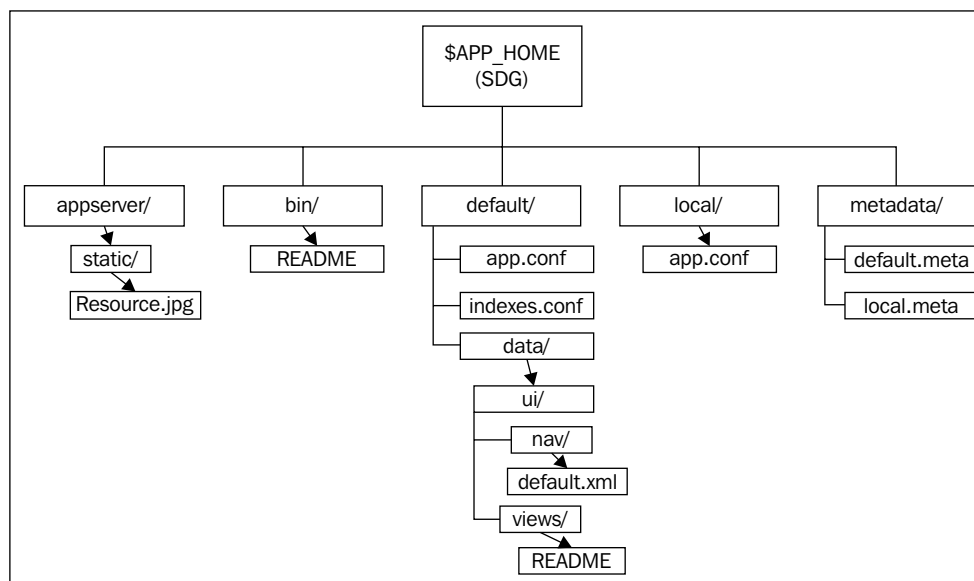 $APP_HOME
(SDG)
appserver/
bin/
default/
local/
metadata/
static/
README
app.conf
app.conf
default.meta
Resource.jpg
indexes.conf
local.meta
data/
ui/
nav/
default.xml
views/
README